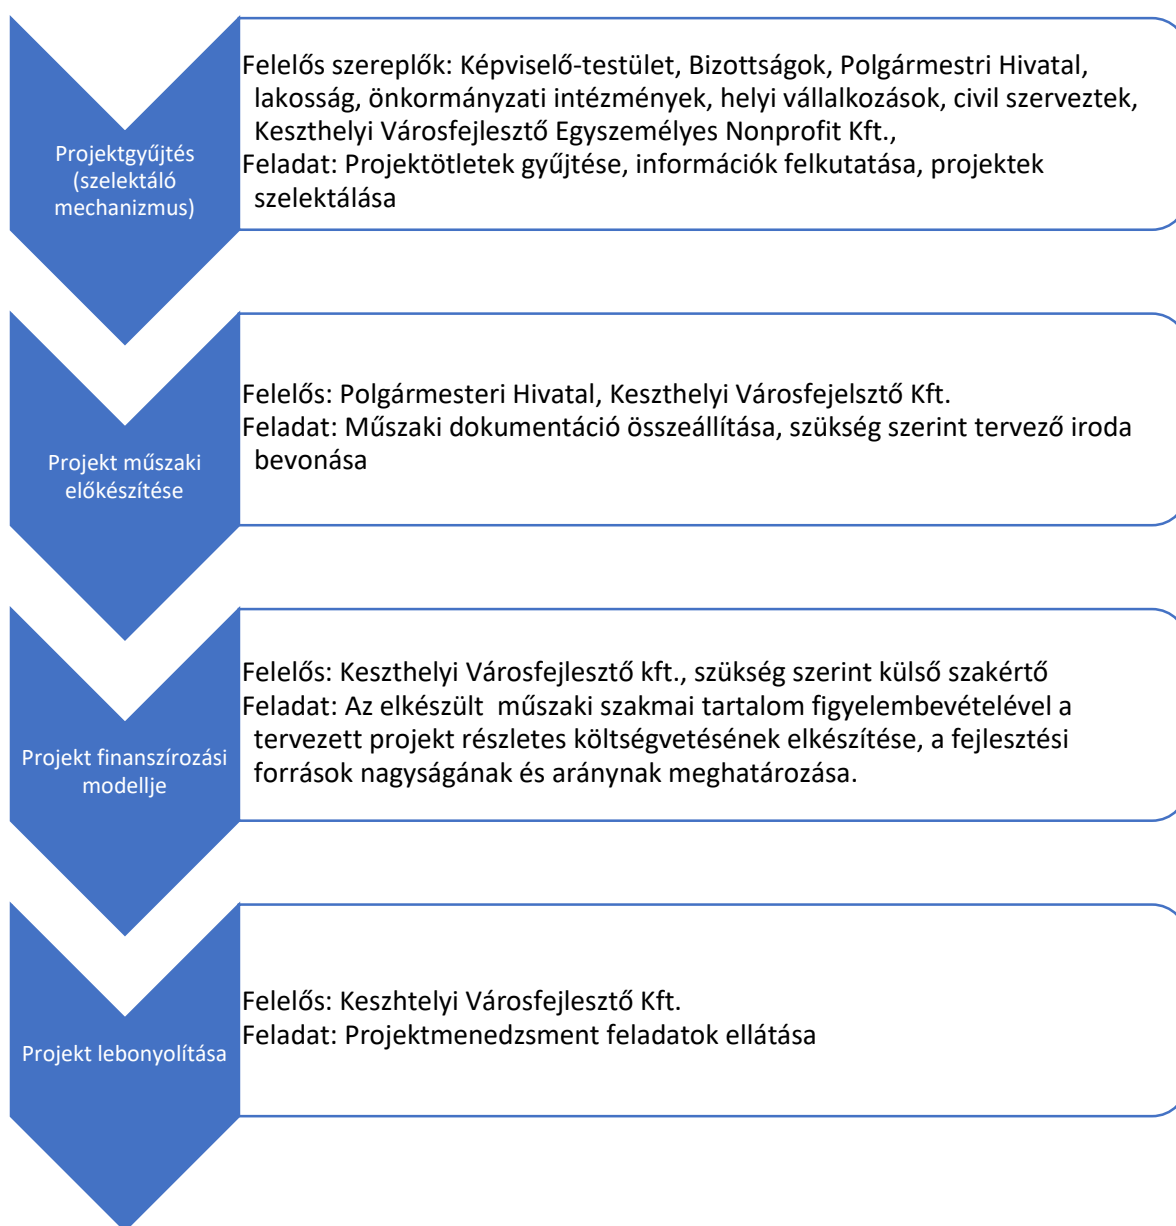 Projektgyűjtés
(szelektáló
mechanizmus)
Felelős szereplők: Képviselő-testület, Bizottságok, Polgármestri Hivatal,
lakosság, önkormányzati intézmények, helyi vállalkozások, civil szerveztek,
Keszthelyi Városfejlesztő Egyszemélyes Nonprofit Kft.,
Feladat: Projektötletek gyűjtése, információk felkutatása, projektek
szelektálása
Projekt műszaki
előkészítése
Felelős: Polgármesteri Hivatal, Keszthelyi Városfejelsztő Kft.
Feladat: Műszaki dokumentáció összeállítása, szükség szerint tervező iroda
bevonása
Projekt finanszírozási
modellje
Felelős: Keszthelyi Városfejlesztő kft., szükség szerint külső szakértő
Feladat: Az elkészült  műszaki szakmai tartalom figyelembevételével a
tervezett projekt részletes költségvetésének elkészítése, a fejlesztési
források nagyságának és aránynak meghatározása.
Projekt lebonyolítása
Felelős: Keszhtelyi Városfejlesztő Kft.
Feladat: Projektmenedzsment feladatok ellátása